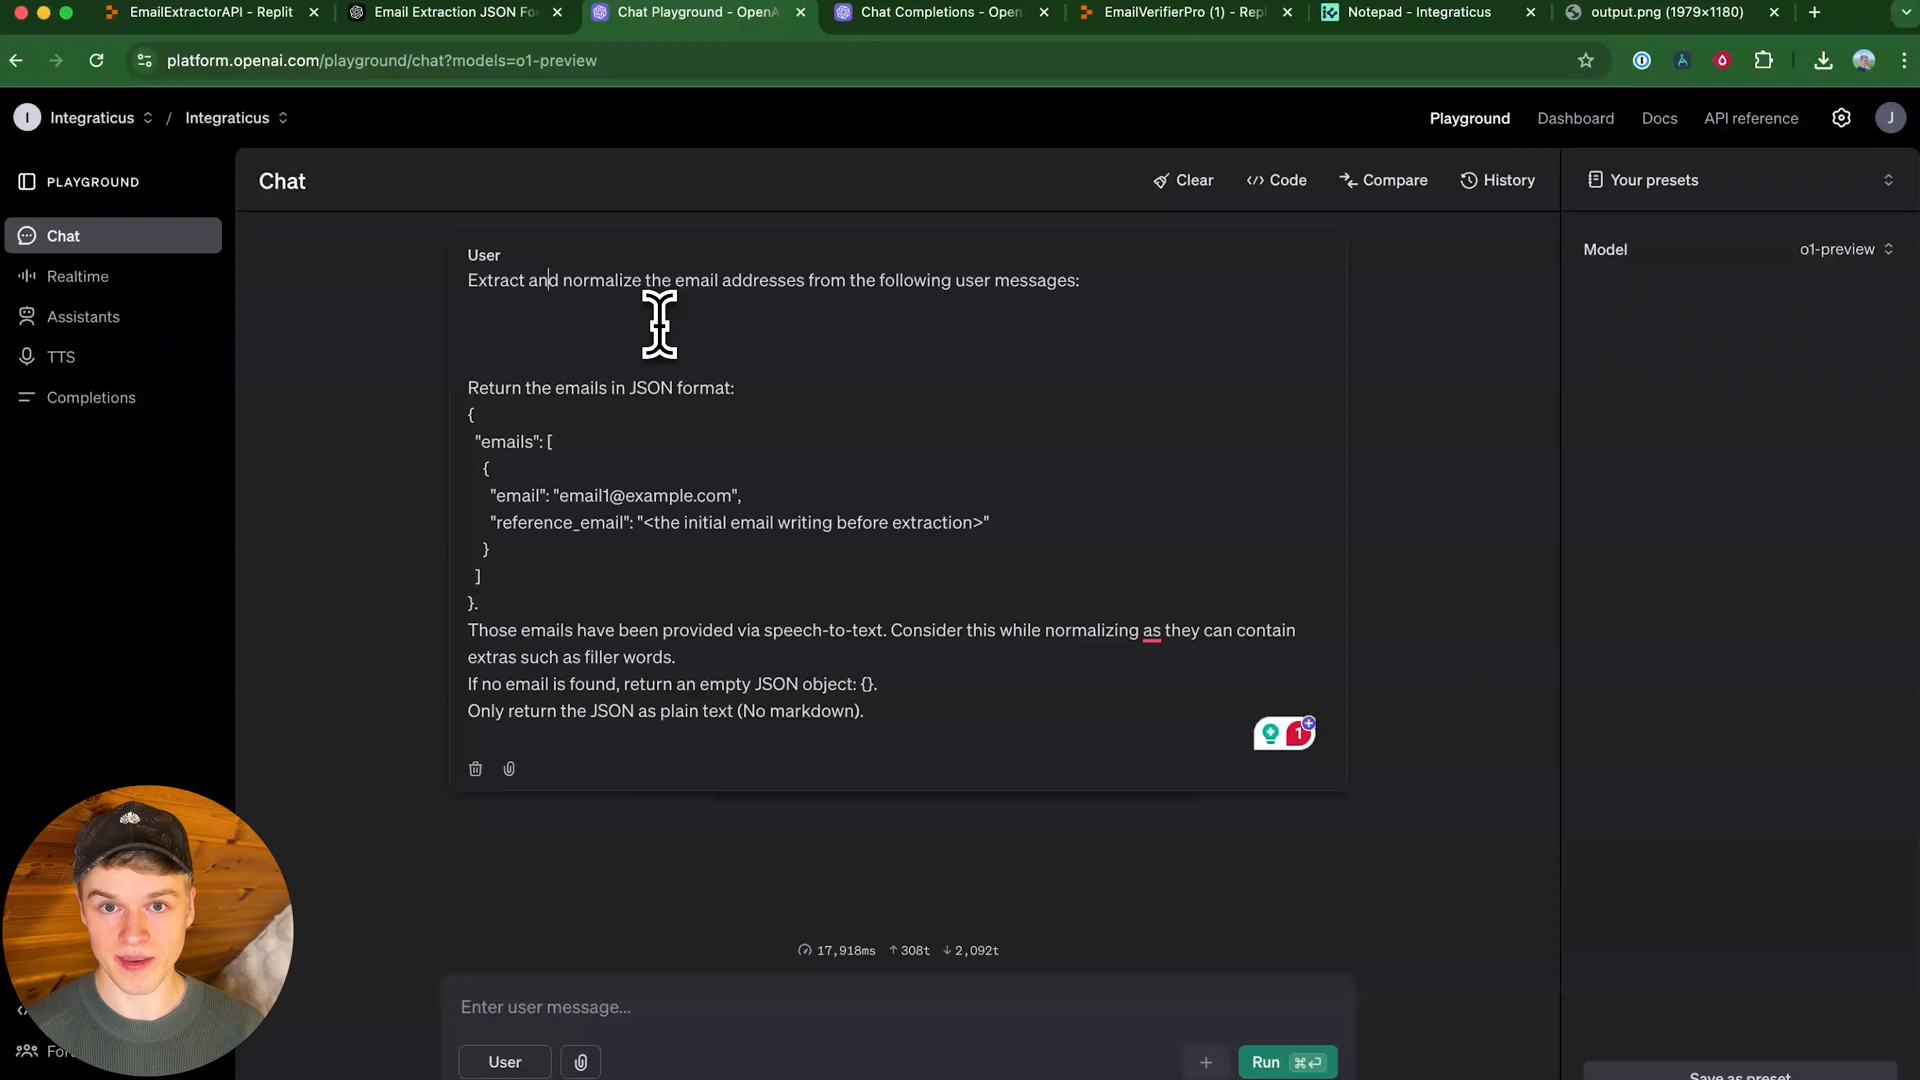 EmailExtractorAPI - Replit
Email Extraction JSON Fo
Chat Playground - OpenA
Chat Completions - Open
EmailVerifierPro (1) - Repl
Notepad - Integraticus
output.png (1979×1180)
platform.openai.com/playground/chat?models=o1-preview
I Integraticus / Integraticus
Playground Dashboard Docs API reference J
PLAYGROUND
Chat
Realtime
Assistants
TTS
Completions
Chat
Clear Code Compare History
Your presets
Model o1-preview
User
Extract and normalize the email addresses from the following user messages:
Return the emails in JSON format:
{
"emails": [
{
"email": "email1@example.com",
"reference_email": "<the initial email writing before extraction>"
}
]
}.
Those emails have been provided via speech-to-text. Consider this while normalizing as they can contain
extras such as filler words.
If no email is found, return an empty JSON object: {}.
Only return the JSON as plain text (No markdown).
1
17,918ms ↑308t ↓2,092t
Enter user message...
User
Run
Save as preset